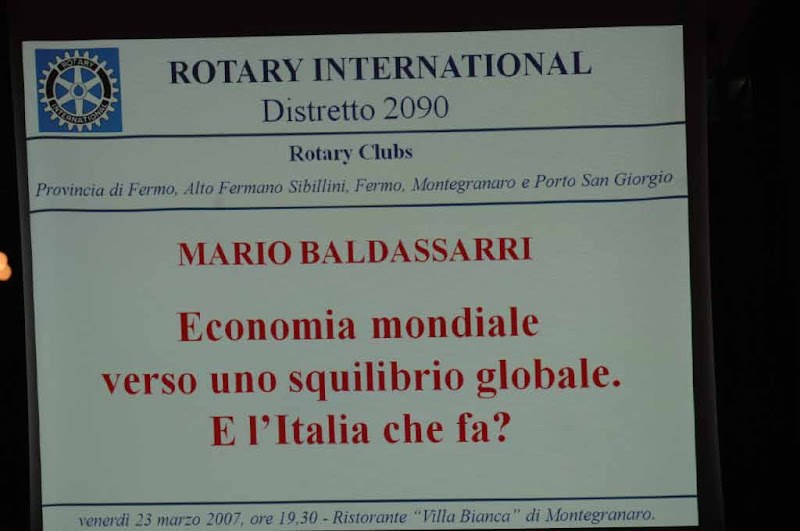 ROTARY INTERNATIONAL
ROTARY INTERNATIONAL
Distretto 2090
Rotary Clubs
Provincia di Fermo, Alto Fermano Sibillini, Fermo, Montegranaro e Porto San Giorgio
MARIO BALDASSARRI
Economia mondiale
verso uno squilibrio globale.
E l’Italia che fa?
venerdì 23 marzo 2007, ore 19,30 - Ristorante “Villa Bianca” di Montegranaro.